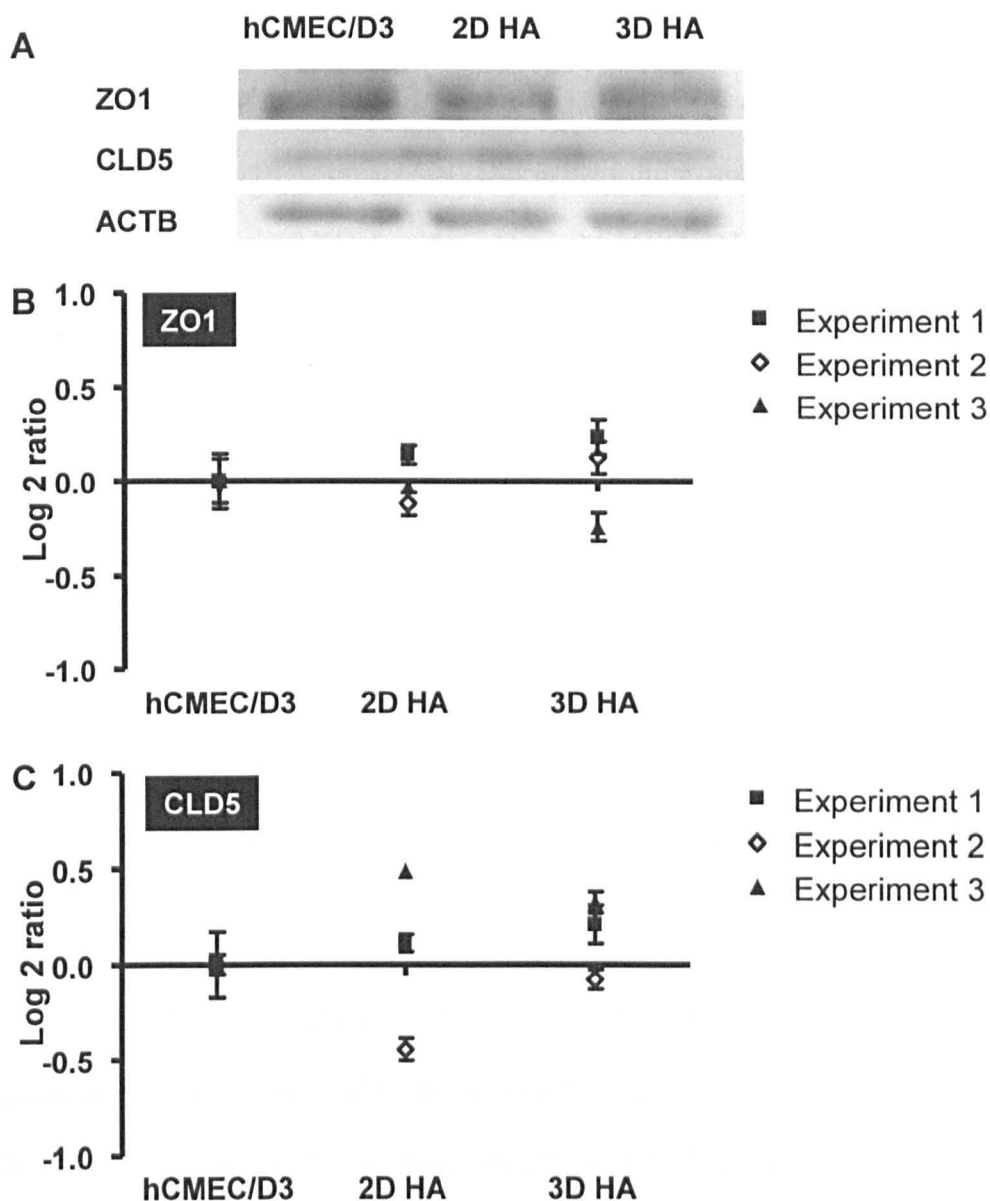 A
hCMEC/D3 2D HA 3D HA
ZO1
CLD5
ACTB
B
ZO1
Log 2 ratio
1.0
0.5
0.0
-0.5
-1.0
hCMEC/D3 2D HA 3D HA
Experiment 1
Experiment 2
Experiment 3
C
CLD5
Log 2 ratio
1.0
0.5
0.0
-0.5
-1.0
hCMEC/D3 2D HA 3D HA
Experiment 1
Experiment 2
Experiment 3